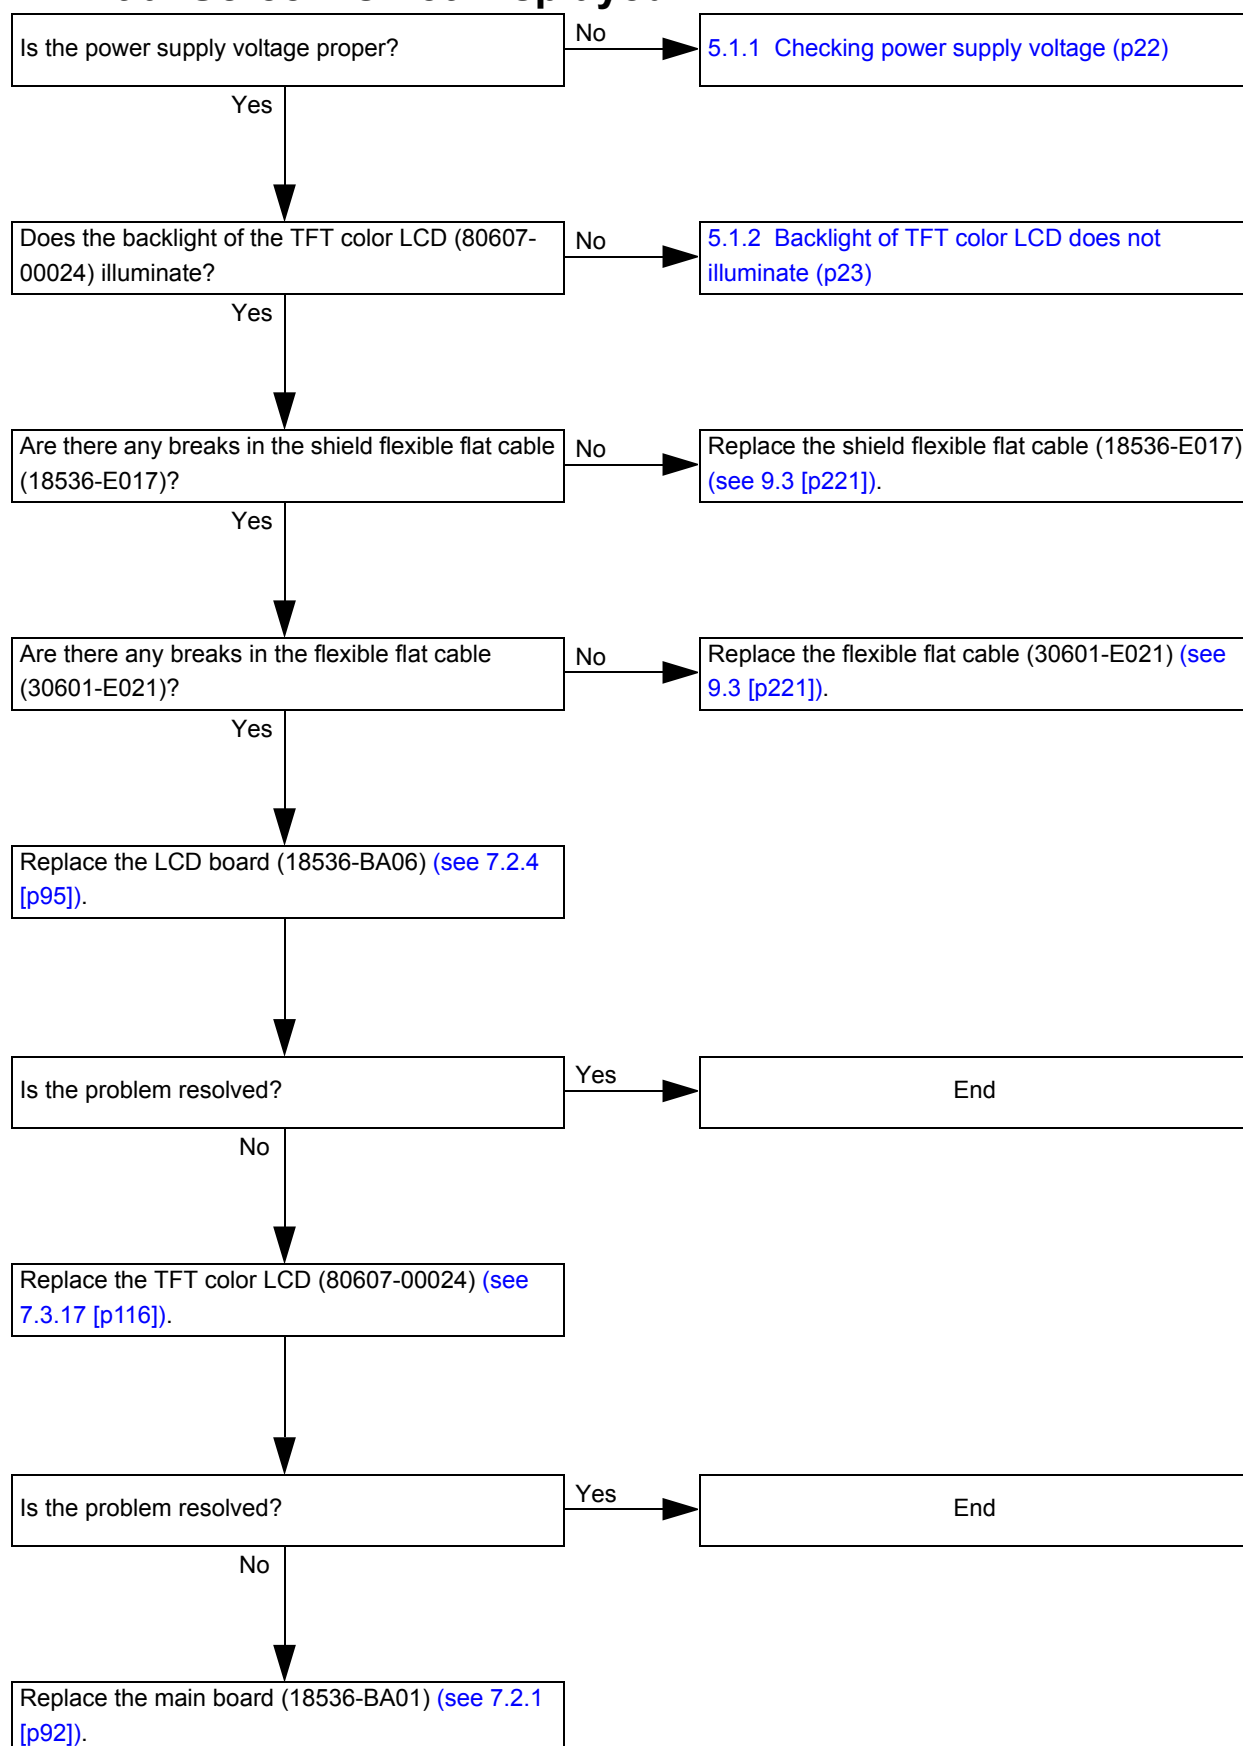 Is the power supply voltage proper?
No
5.1.1 Checking power supply voltage (p22)
Yes
Does the backlight of the TFT color LCD (80607-
00024) illuminate?
No
5.1.2 Backlight of TFT color LCD does not
illuminate (p23)
Yes
Are there any breaks in the shield flexible flat cable
(18536-E017)?
No
Replace the shield flexible flat cable (18536-E017)
(see 9.3 [p221]).
Yes
Are there any breaks in the flexible flat cable
(30601-E021)?
No
Replace the flexible flat cable (30601-E021) (see
9.3 [p221]).
Yes
Replace the LCD board (18536-BA06) (see 7.2.4
[p95]).
Is the problem resolved?
Yes
End
No
Replace the TFT color LCD (80607-00024) (see
7.3.17 [p116]).
Is the problem resolved?
Yes
End
No
Replace the main board (18536-BA01) (see 7.2.1
[p92]).